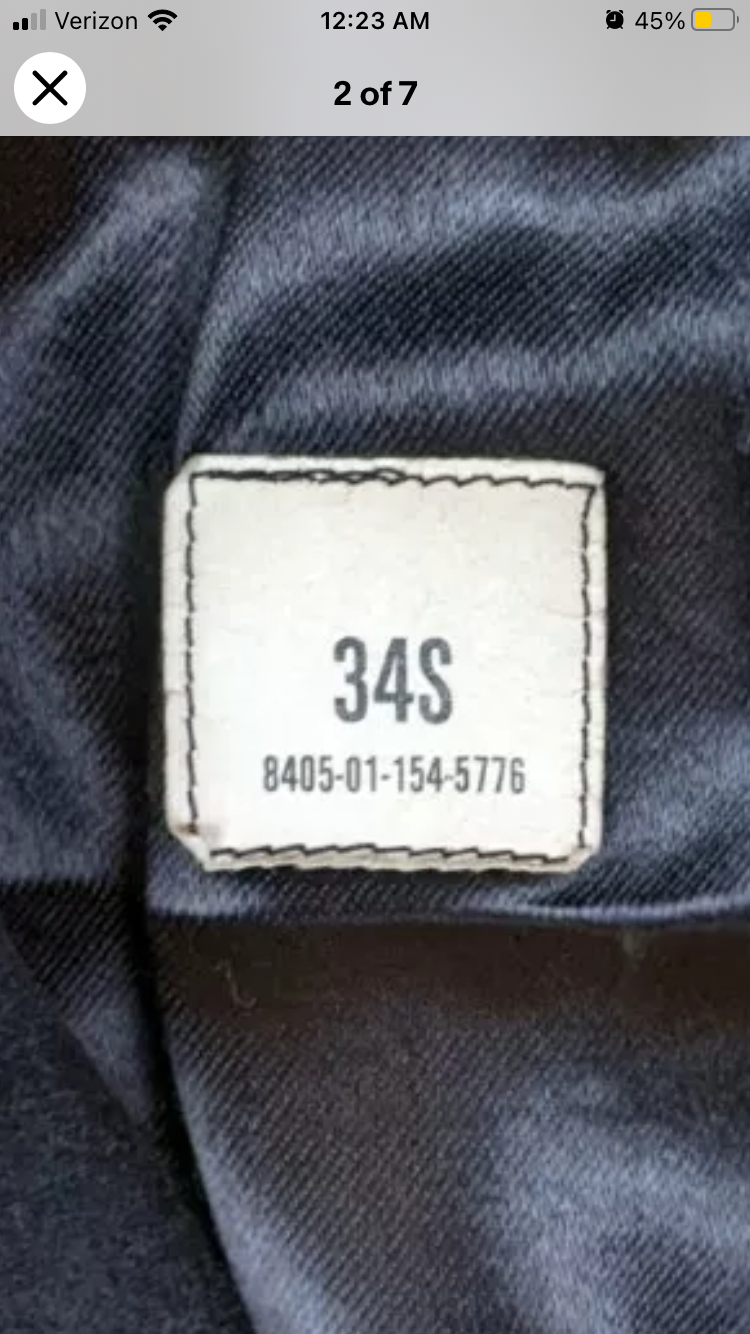 Verizon 12:23 AM 45%
2 of 7
34S
8405-01-154-5776